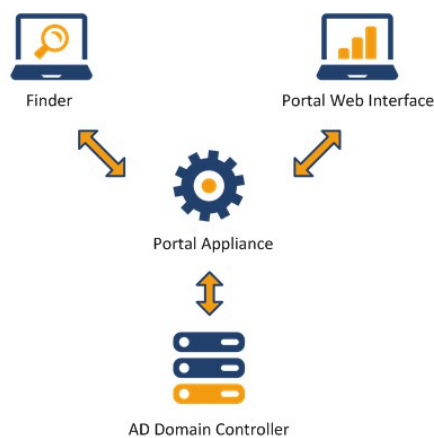 Finder
Portal Web Interface
Portal Appliance
AD Domain Controller